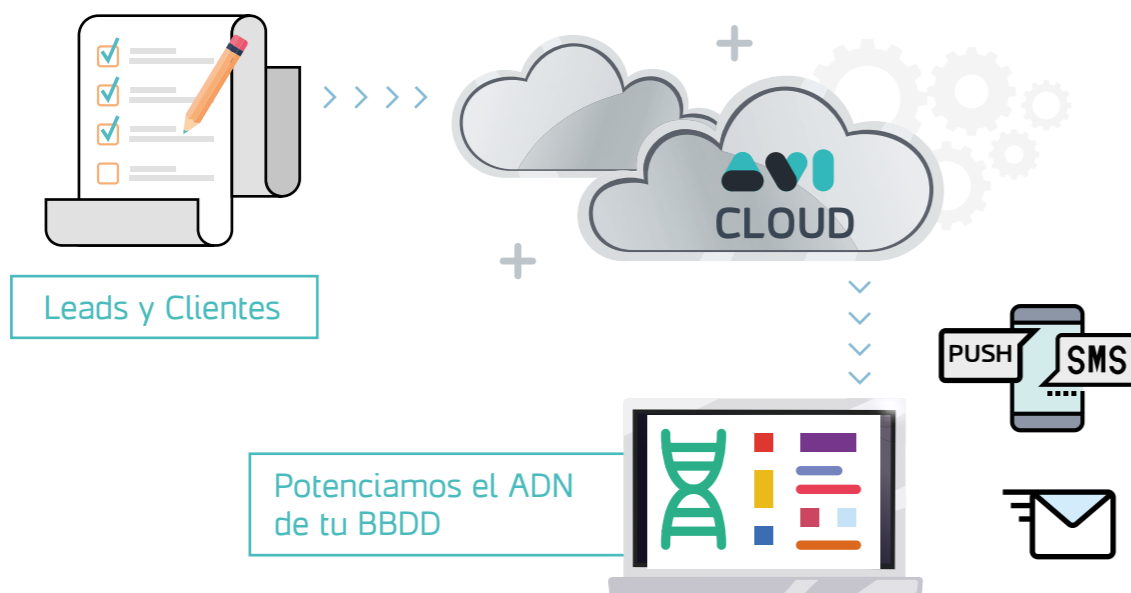 AVI
CLOUD
Leads y Clientes
PUSH
SMS
Potenciamos el ADN
de tu BBDD